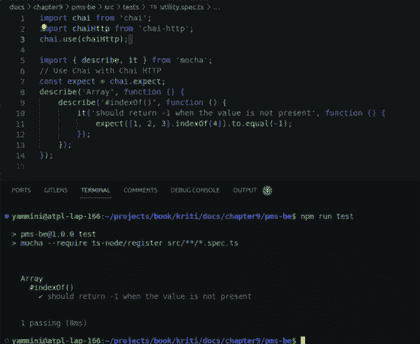 docs > chapter9 > pms-be > src > tests > TS utility.spec.ts > ...
1 import chai from 'chai';
2 import chaiHttp from 'chai-http';
3 chai.use(chaiHttp);
4
5 import { describe, it } from 'mocha';
6 // Use Chai with Chai HTTP
7 const expect = chai.expect;
8 describe('Array', function () {
9 describe('#indexOf()', function () {
10 it('should return -1 when the value is not present', function () {
11 expect([1, 2, 3].indexOf(4)).to.equal(-1);
12 });
13 });
14 });
PORTS GITLENS TERMINAL COMMENTS DEBUG CONSOLE OUTPUT
yammini@atpl-lap-166:~/projects/book/kriti/docs/chapter9/pms-be$ npm run test
> pms-be@1.0.0 test
> mocha --require ts-node/register src/**/*.spec.ts
Array
#indexOf()
✓ should return -1 when the value is not present
1 passing (8ms)
yammini@atpl-lap-166:~/projects/book/kriti/docs/chapter9/pms-be$